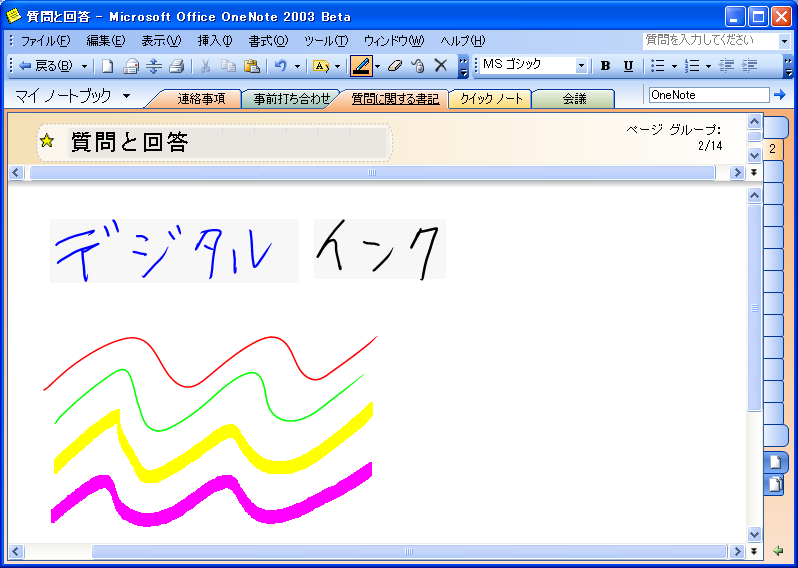 質問と回答 - Microsoft Office OneNote 2003 Beta
ファイル(F) 編集(E) 表示(V) 挿入(I) 書式(O) ツール(T) ウィンドウ(W) ヘルプ(H) 質問を入力してください
戻る(B) A MS ゴシック B U
マイ ノートブック 連絡事項 事前打ち合わせ 質問に関する書記 クイック ノート 会議 OneNote
質問と回答
ページ グループ:
2/14
2
デジタル インク